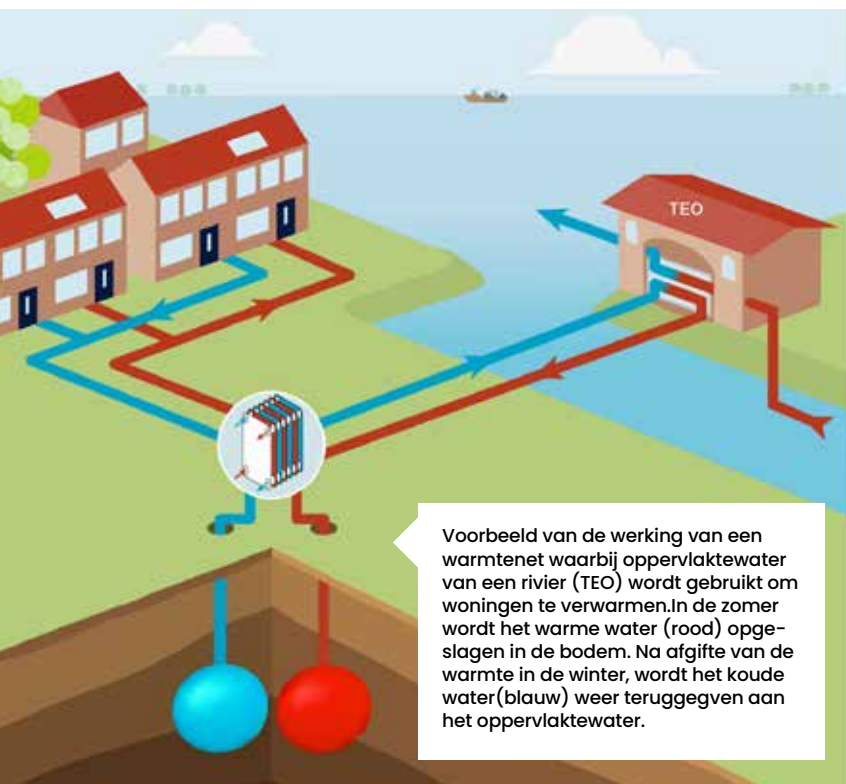 TEO
Voorbeeld van de werking van een
warmtenet waarbij oppervlaktewater
van een rivier (TEO) wordt gebruikt om
woningen te verwarmen.In de zomer
wordt het warme water (rood) opge-
slagen in de bodem. Na afgifte van de
warmte in de winter, wordt het koude
water(blauw) weer teruggegven aan
het oppervlaktewater.